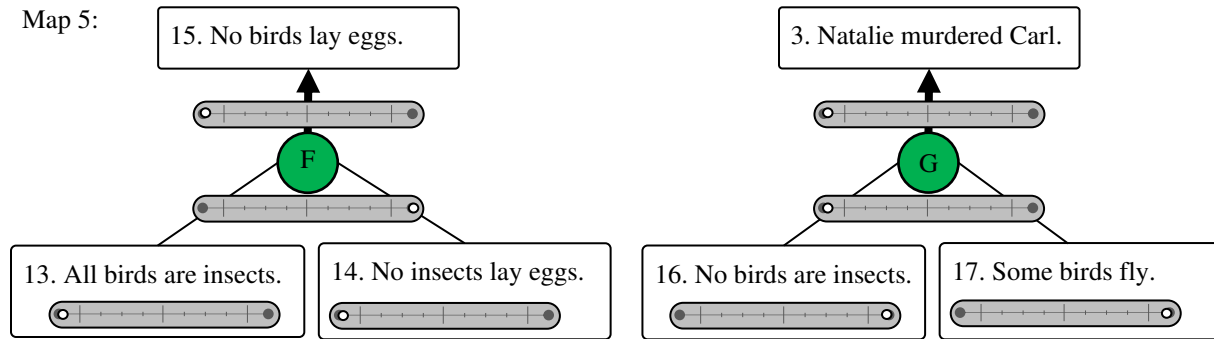 Map 5:
15. No birds lay eggs.
3. Natalie murdered Carl.
F
G
13. All birds are insects.
14. No insects lay eggs.
16. No birds are insects.
17. Some birds fly.